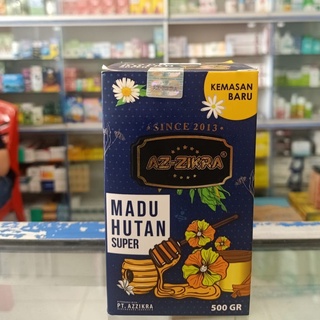 KEMASAN
BARU
SINCE 2013
AZ-ZIKRA®
MADU
HUTAN
SUPER
PT. AZZIKRA
500 GR